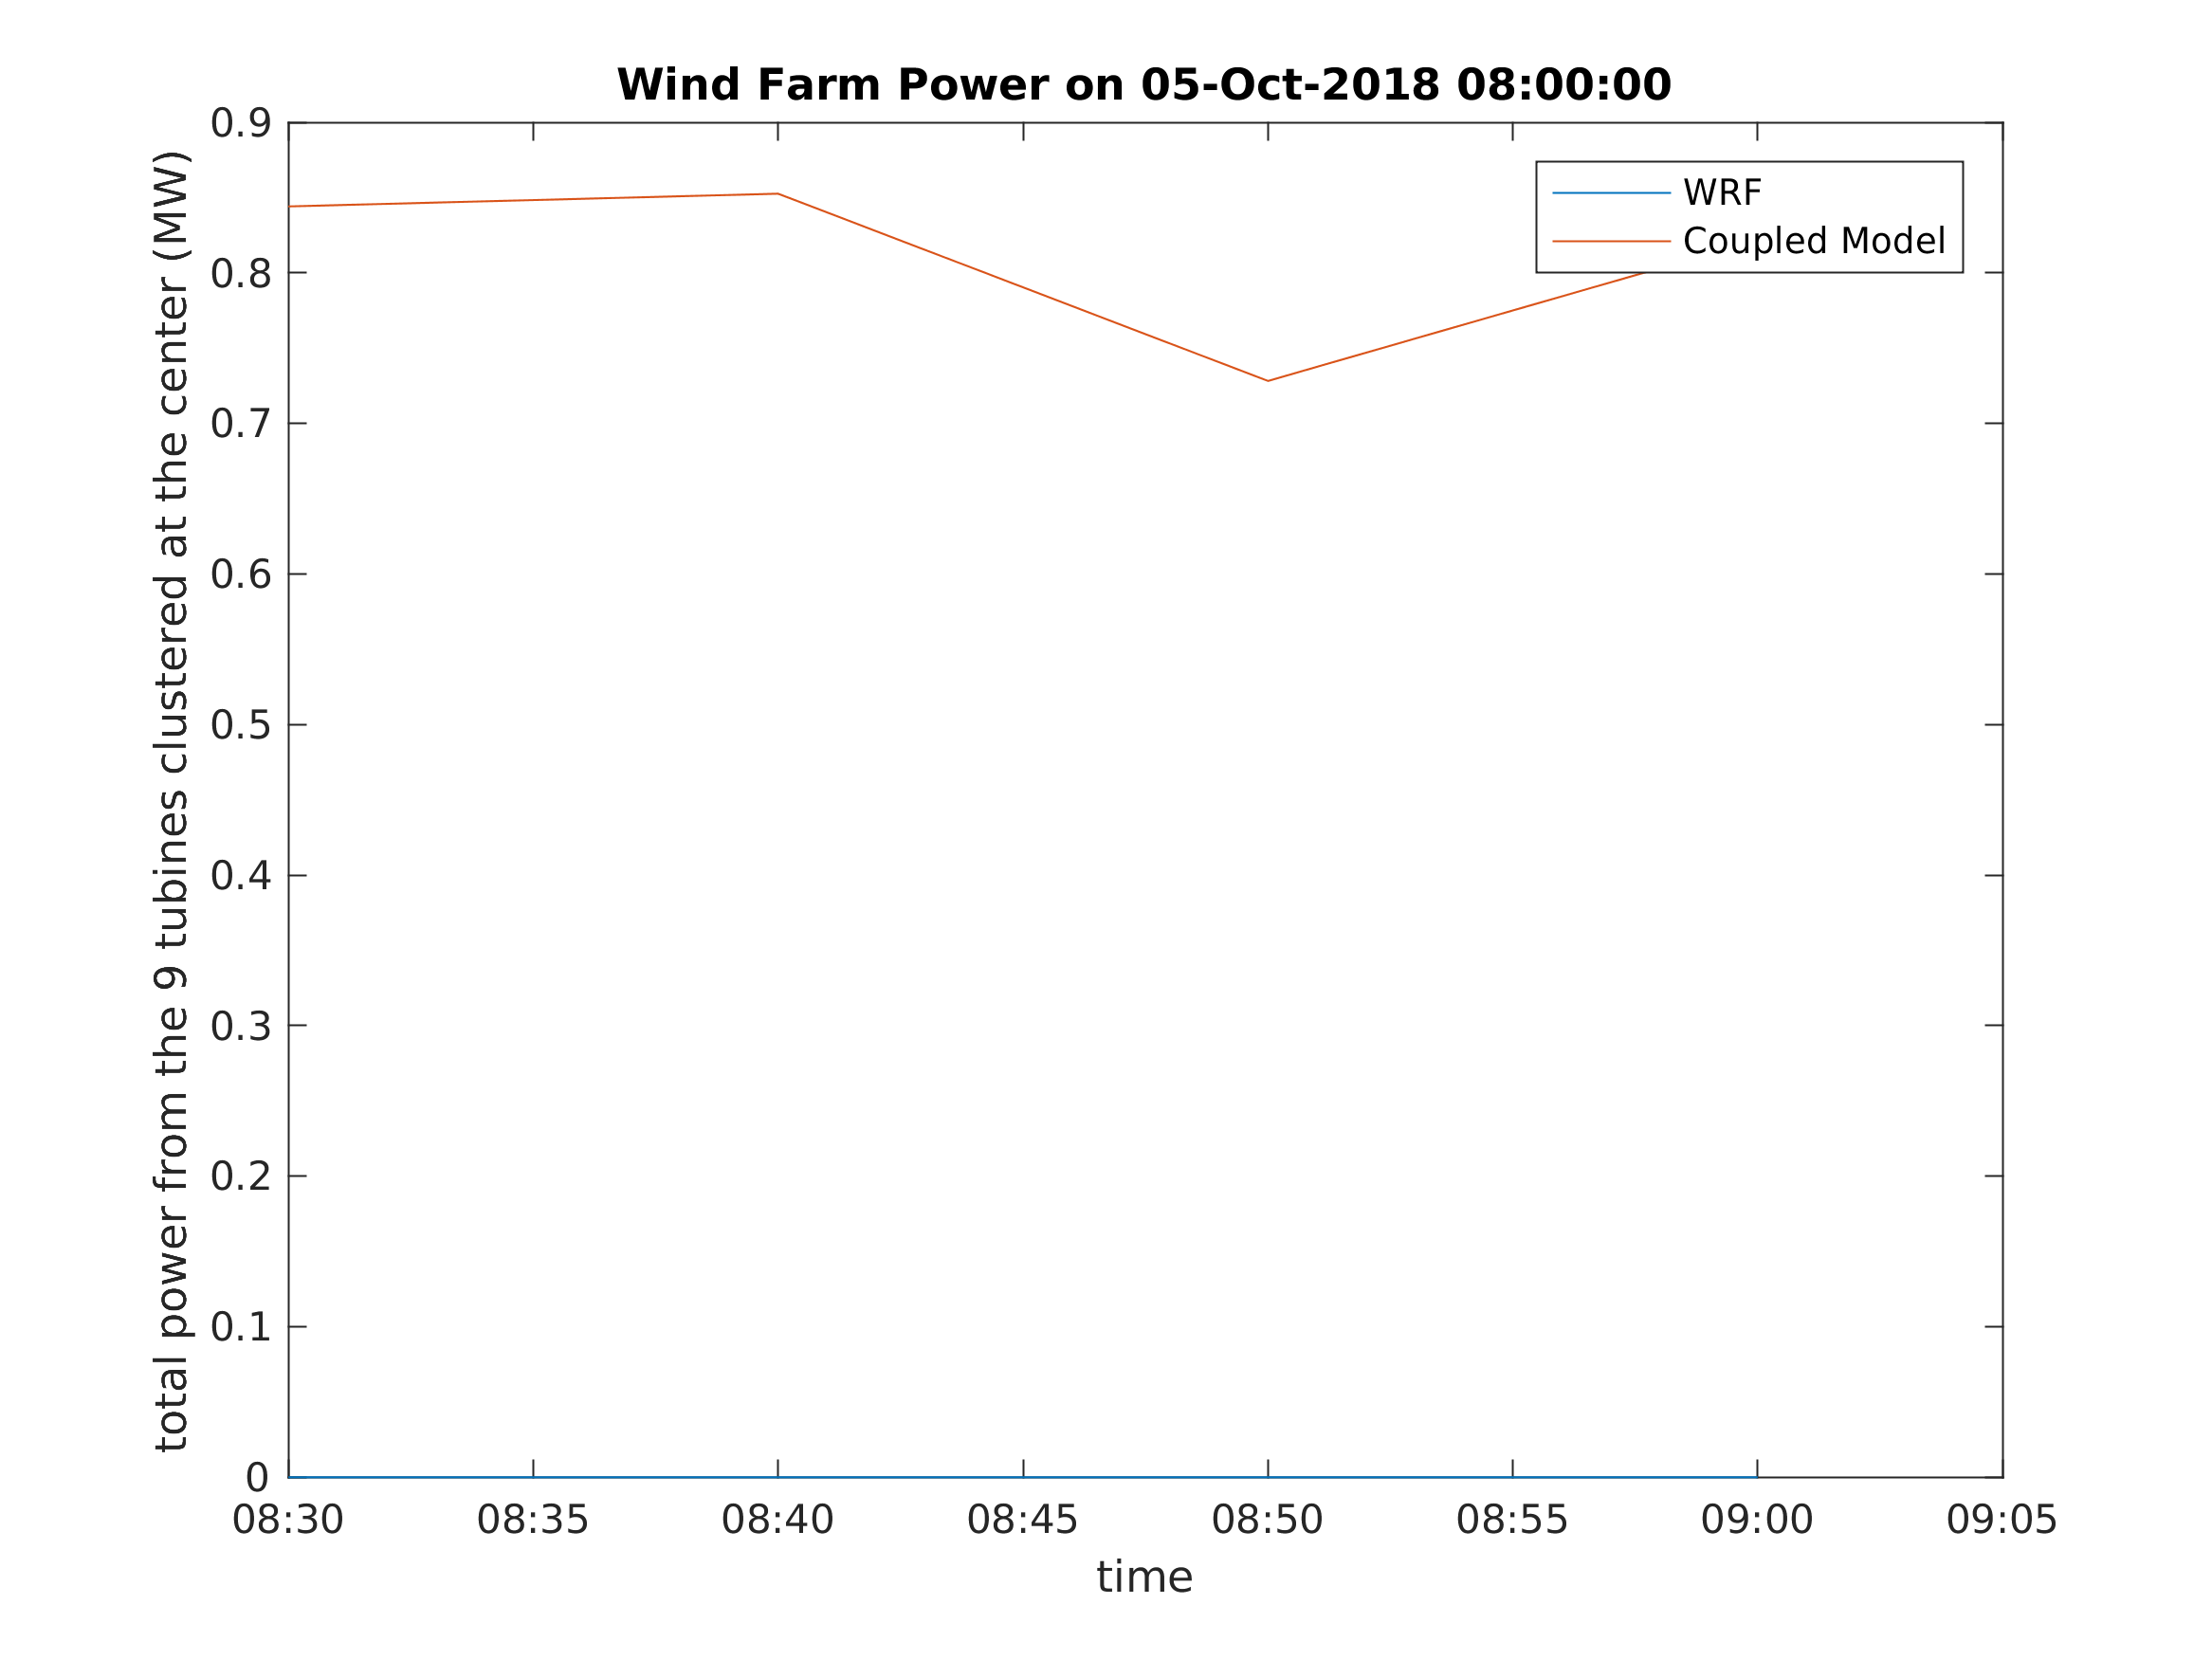 Wind Farm Power on 05-Oct-2018 08:00:00
total power from the 9 tubines clustered at the center (MW)
0.9
0.8
0.7
0.6
0.5
0.4
0.3
0.2
0.1
0
WRF
Coupled Model
08:30 08:35 08:40 08:45 08:50 08:55 09:00 09:05
time